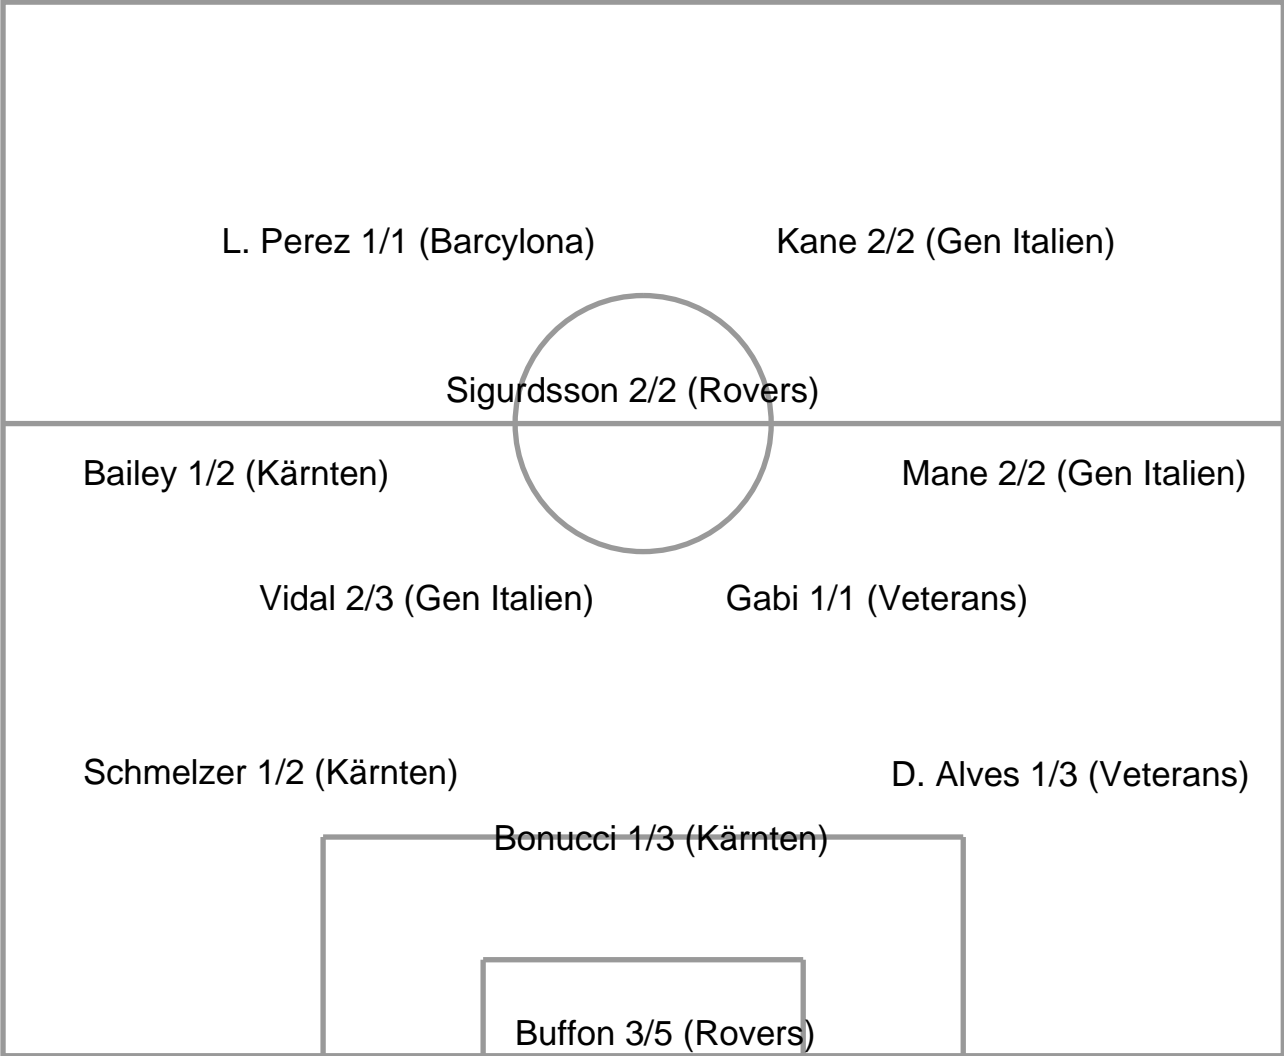 L. Perez 1/1 (Barcylona)
Kane 2/2 (Gen Italien)
Sigurdsson 2/2 (Rovers)
Bailey 1/2 (Kärnten)
Mane 2/2 (Gen Italien)
Vidal 2/3 (Gen Italien)
Gabi 1/1 (Veterans)
Schmelzer 1/2 (Kärnten)
D. Alves 1/3 (Veterans)
Bonucci 1/3 (Kärnten)
Buffon 3/5 (Rovers)